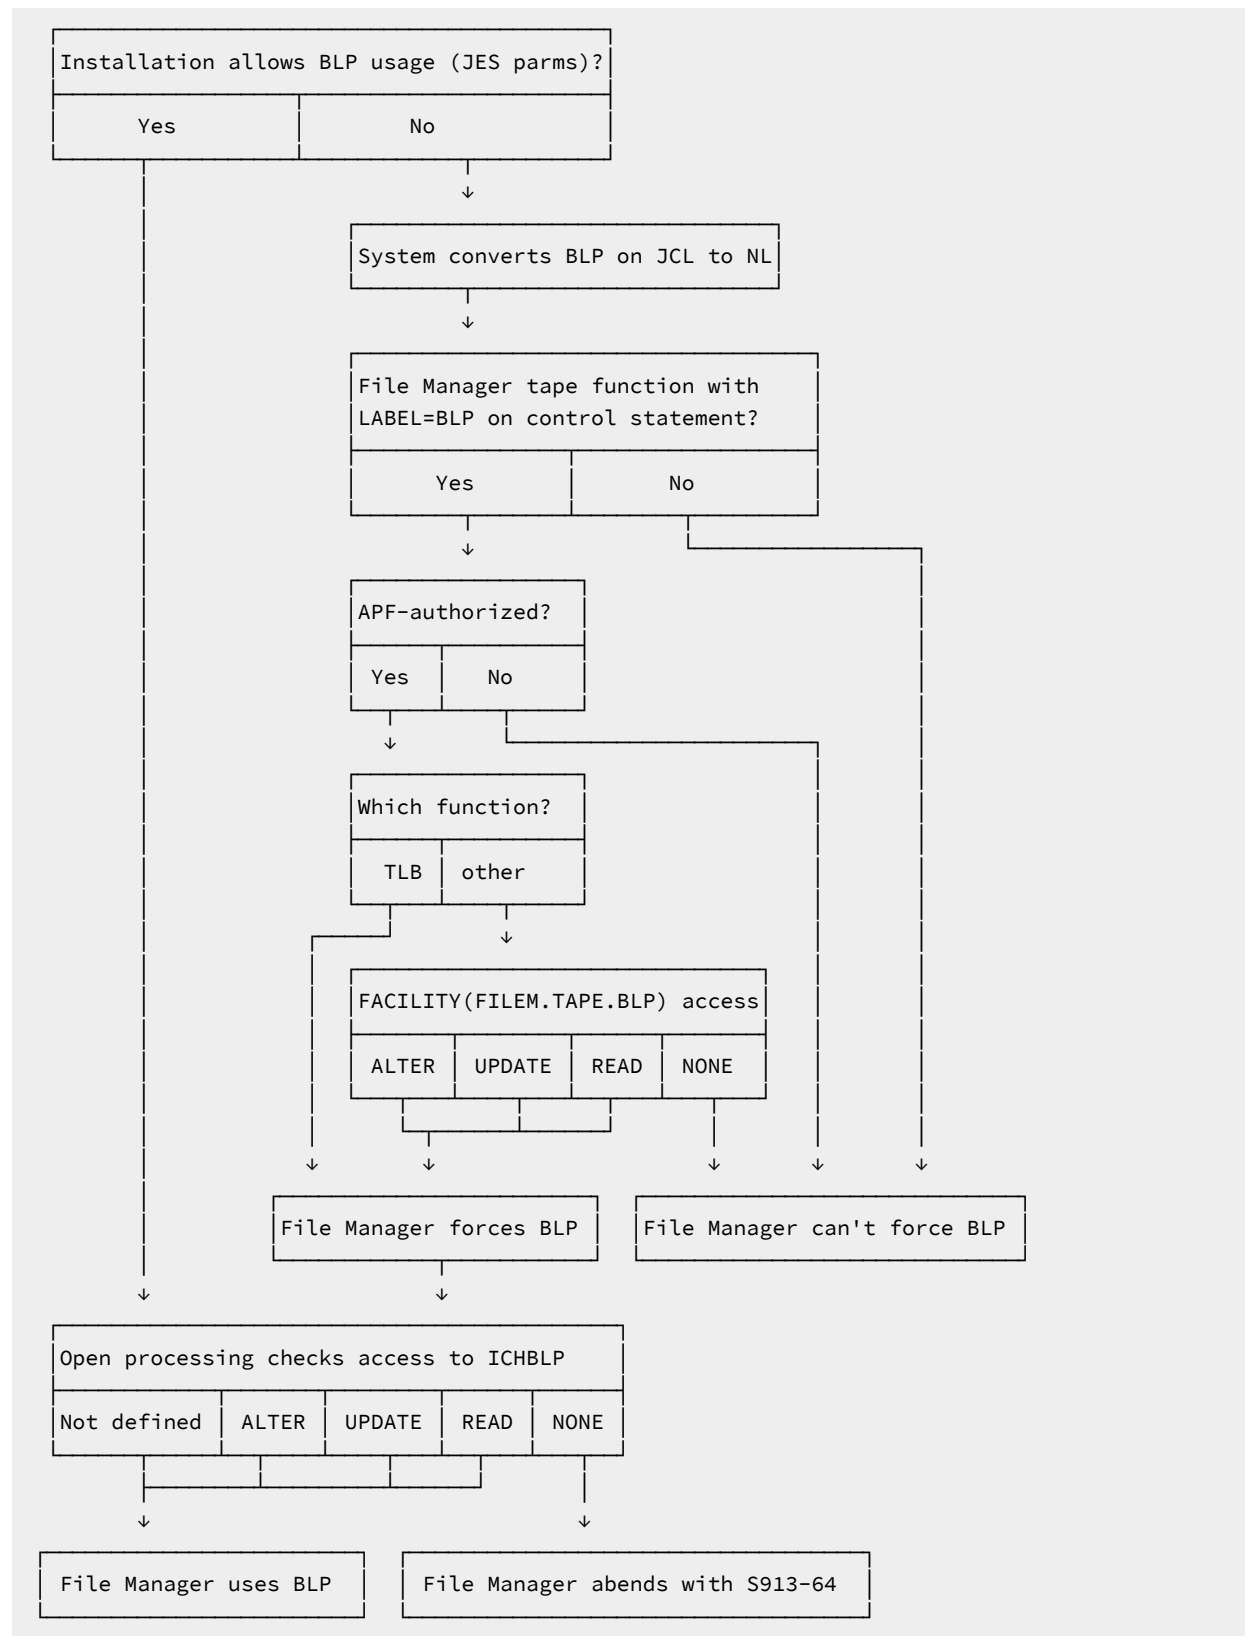 Installation allows BLP usage (JES parms)?
Yes No
System converts BLP on JCL to NL
File Manager tape function with
LABEL=BLP on control statement?
Yes No
APF-authorized?
Yes No
Which function?
TLB other
FACILITY(FILEM.TAPE.BLP) access
ALTER UPDATE READ NONE
File Manager forces BLP File Manager can't force BLP
Open processing checks access to ICHBLP
Not defined ALTER UPDATE READ NONE
File Manager uses BLP File Manager abends with S913-64